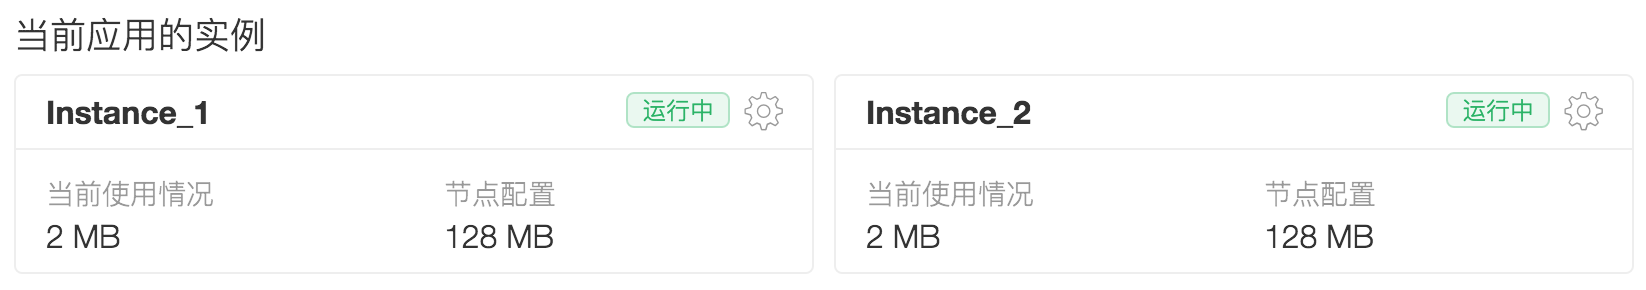 当前应用的实例
Instance_1 运行中
当前使用情况 节点配置
2 MB 128 MB
Instance_2 运行中
当前使用情况 节点配置
2 MB 128 MB